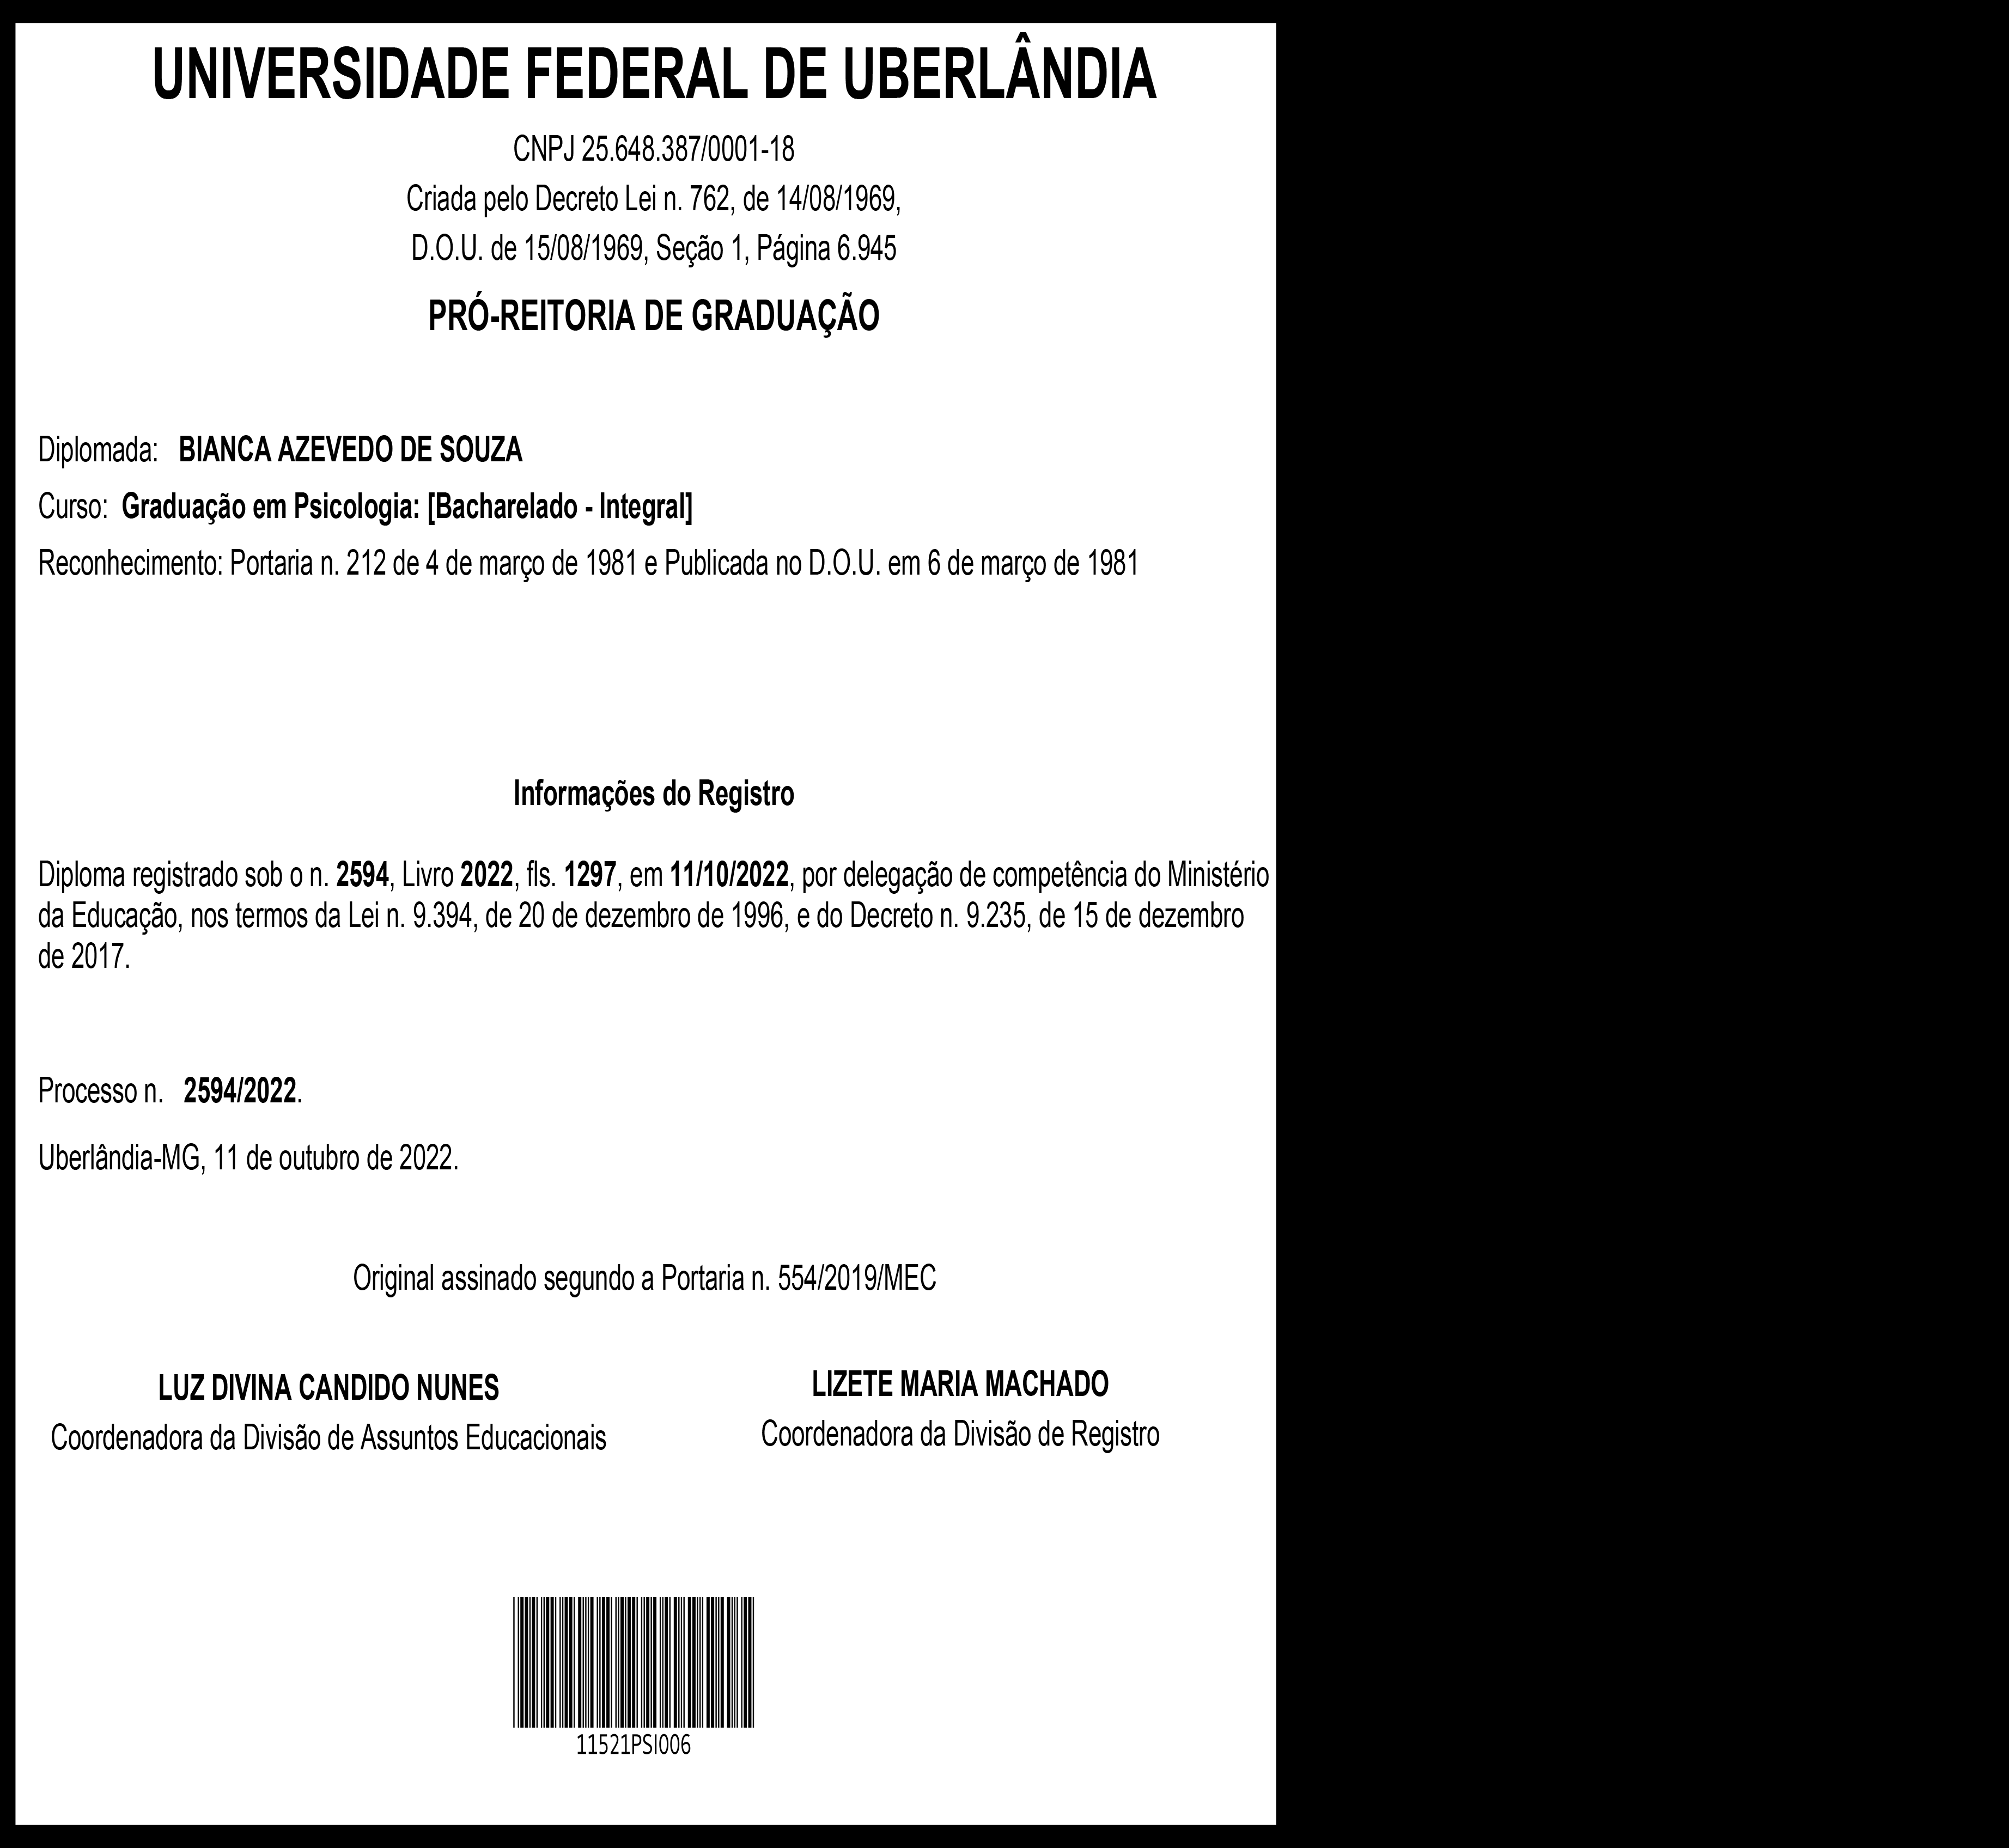 UNIVERSIDADE FEDERAL DE UBERLÂNDIA
CNPJ 25.648.387/0001-18
Criada pelo Decreto Lei n. 762, de 14/08/1969,
D.O.U. de 15/08/1969, Seção 1, Página 6.945
PRÓ-REITORIA DE GRADUAÇÃO
Diplomada: BIANCA AZEVEDO DE SOUZA
Curso: Graduação em Psicologia: [Bacharelado - Integral]
Reconhecimento: Portaria n. 212 de 4 de março de 1981 e Publicada no D.O.U. em 6 de março de 1981
Informações do Registro
Diploma registrado sob o n. 2594, Livro 2022, fls. 1297, em 11/10/2022, por delegação de competência do Ministério
da Educação, nos termos da Lei n. 9.394, de 20 de dezembro de 1996, e do Decreto n. 9.235, de 15 de dezembro
de 2017.
Processo n. 2594/2022.
Uberlândia-MG, 11 de outubro de 2022.
Original assinado segundo a Portaria n. 554/2019/MEC
LUZ DIVINA CANDIDO NUNES
Coordenadora da Divisão de Assuntos Educacionais
LIZETE MARIA MACHADO
Coordenadora da Divisão de Registro
11521PSI006